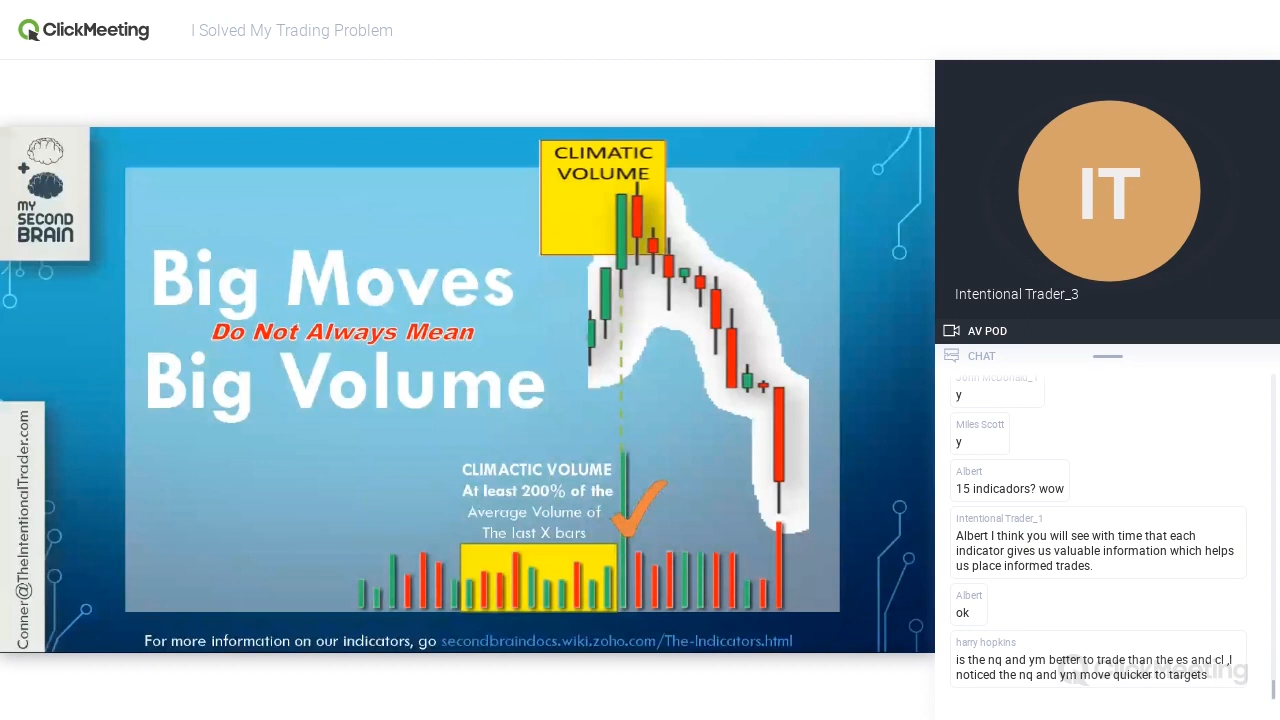 ClickMeeting
I Solved My Trading Problem
MY
SECOND
BRAIN
CLIMATIC
VOLUME
Big Moves
Do Not Always Mean
Big Volume
CLIMACTIC VOLUME
At least 200% of the
Average Volume of
The last X bars
Conner@TheIntentionalTrader.com
For more information on our indicators, go secondbraindocs.wiki.zoho.com/The-Indicators.html
IT
Intentional Trader_3
AV POD
CHAT
John McDonald_1
y
Miles Scott
y
Albert
15 indicadors? wow
Intentional Trader_1
Albert I think you will see with time that each
indicator gives us valuable information which helps
us place informed trades.
Albert
ok
harry hopkins
is the nq and ym better to trade than the es and cl ,I
noticed the nq and ym move quicker to targets
ClickMeeting